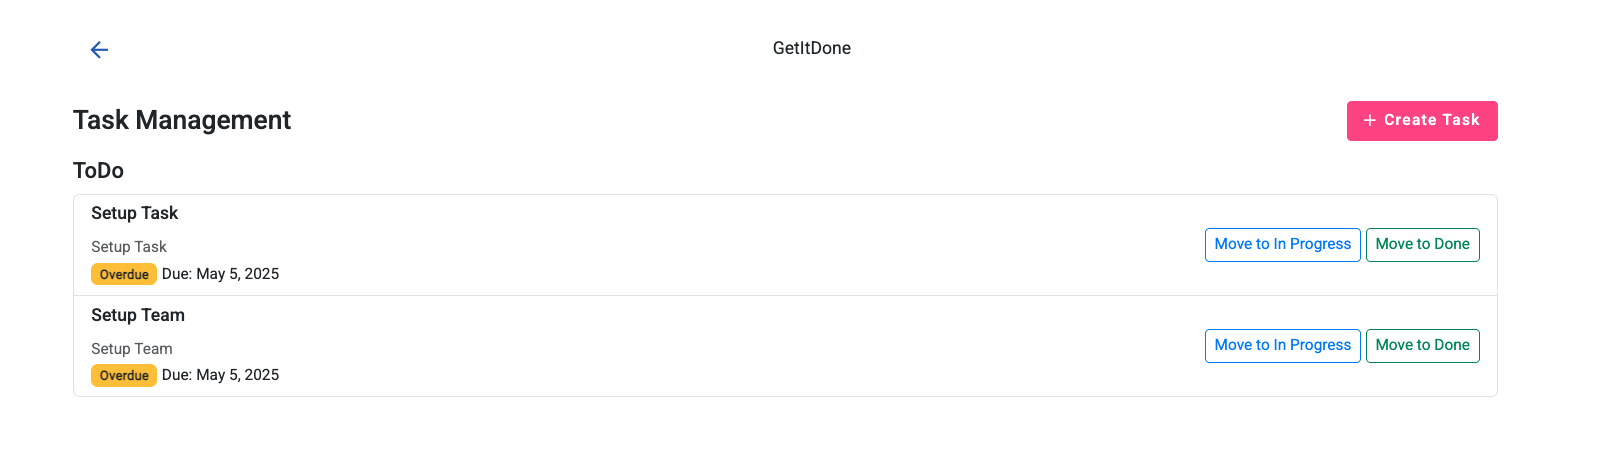 GetItDone
Task Management
+ Create Task
ToDo
Setup Task
Setup Task
Overdue Due: May 5, 2025
Move to In Progress Move to Done
Setup Team
Setup Team
Overdue Due: May 5, 2025
Move to In Progress Move to Done